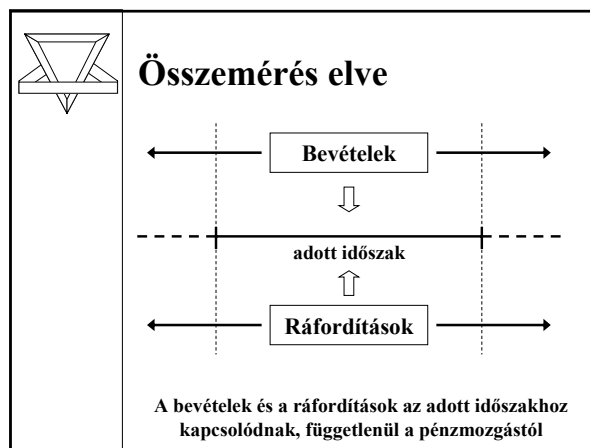 Összemérés elve
Bevételek
adott időszak
Ráfordítások
A bevételek és a ráfordítások az adott időszakhoz
kapcsolódnak, függetlenül a pénzmozgástól